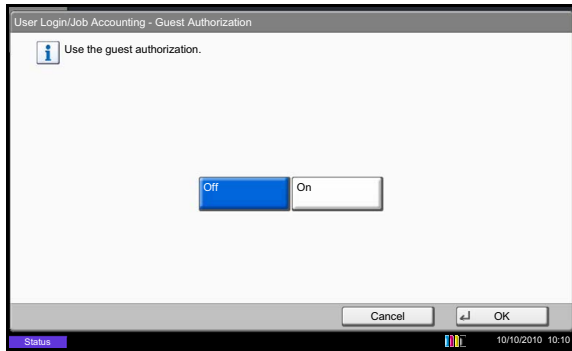 User Login/Job Accounting - Guest Authorization
Use the guest authorization.
Off
On
Cancel
OK
Status
10/10/2010 10:10